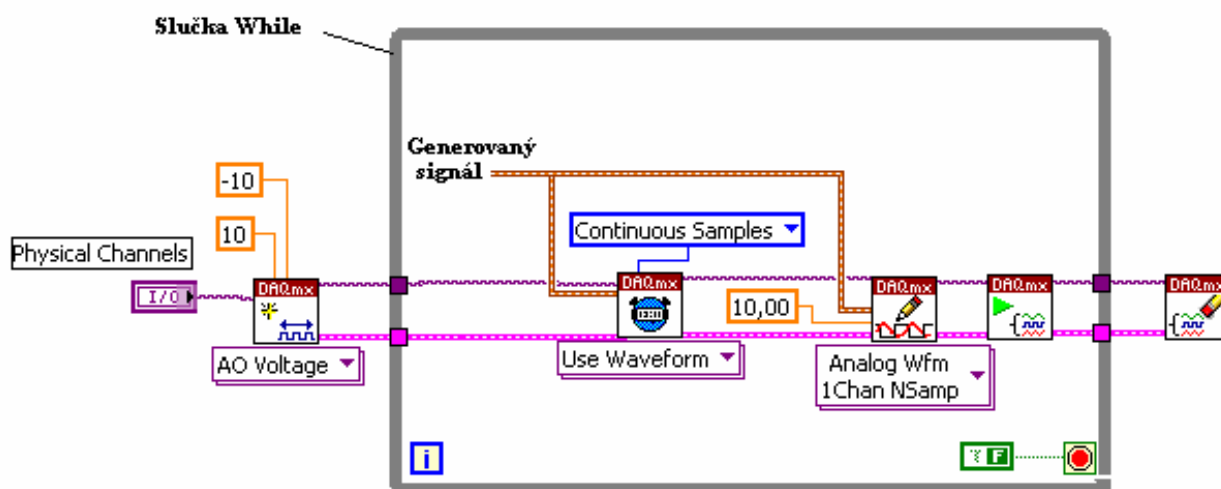 Slučka While
Generovaný
signál
-10
10
Continuous Samples
Physical Channels
I/O
DAQmx
DAQmx
10,00
DAQmx
DAQmx
DAQmx
AO Voltage
Use Waveform
Analog Wfm
1Chan NSamp
i
F